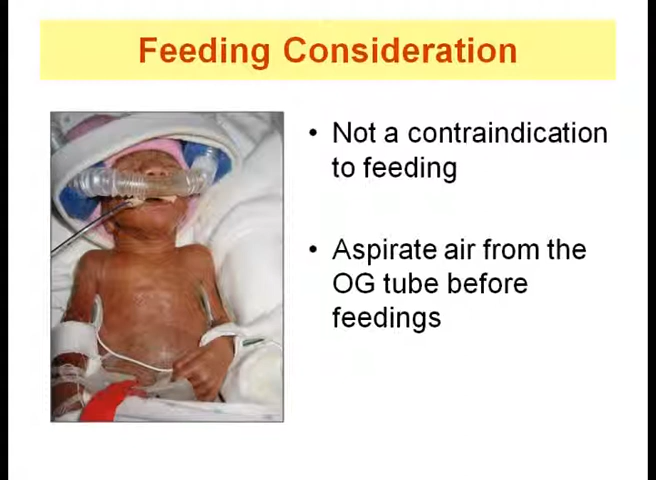 Feeding Consideration
• Not a contraindication
to feeding
• Aspirate air from the
OG tube before
feedings